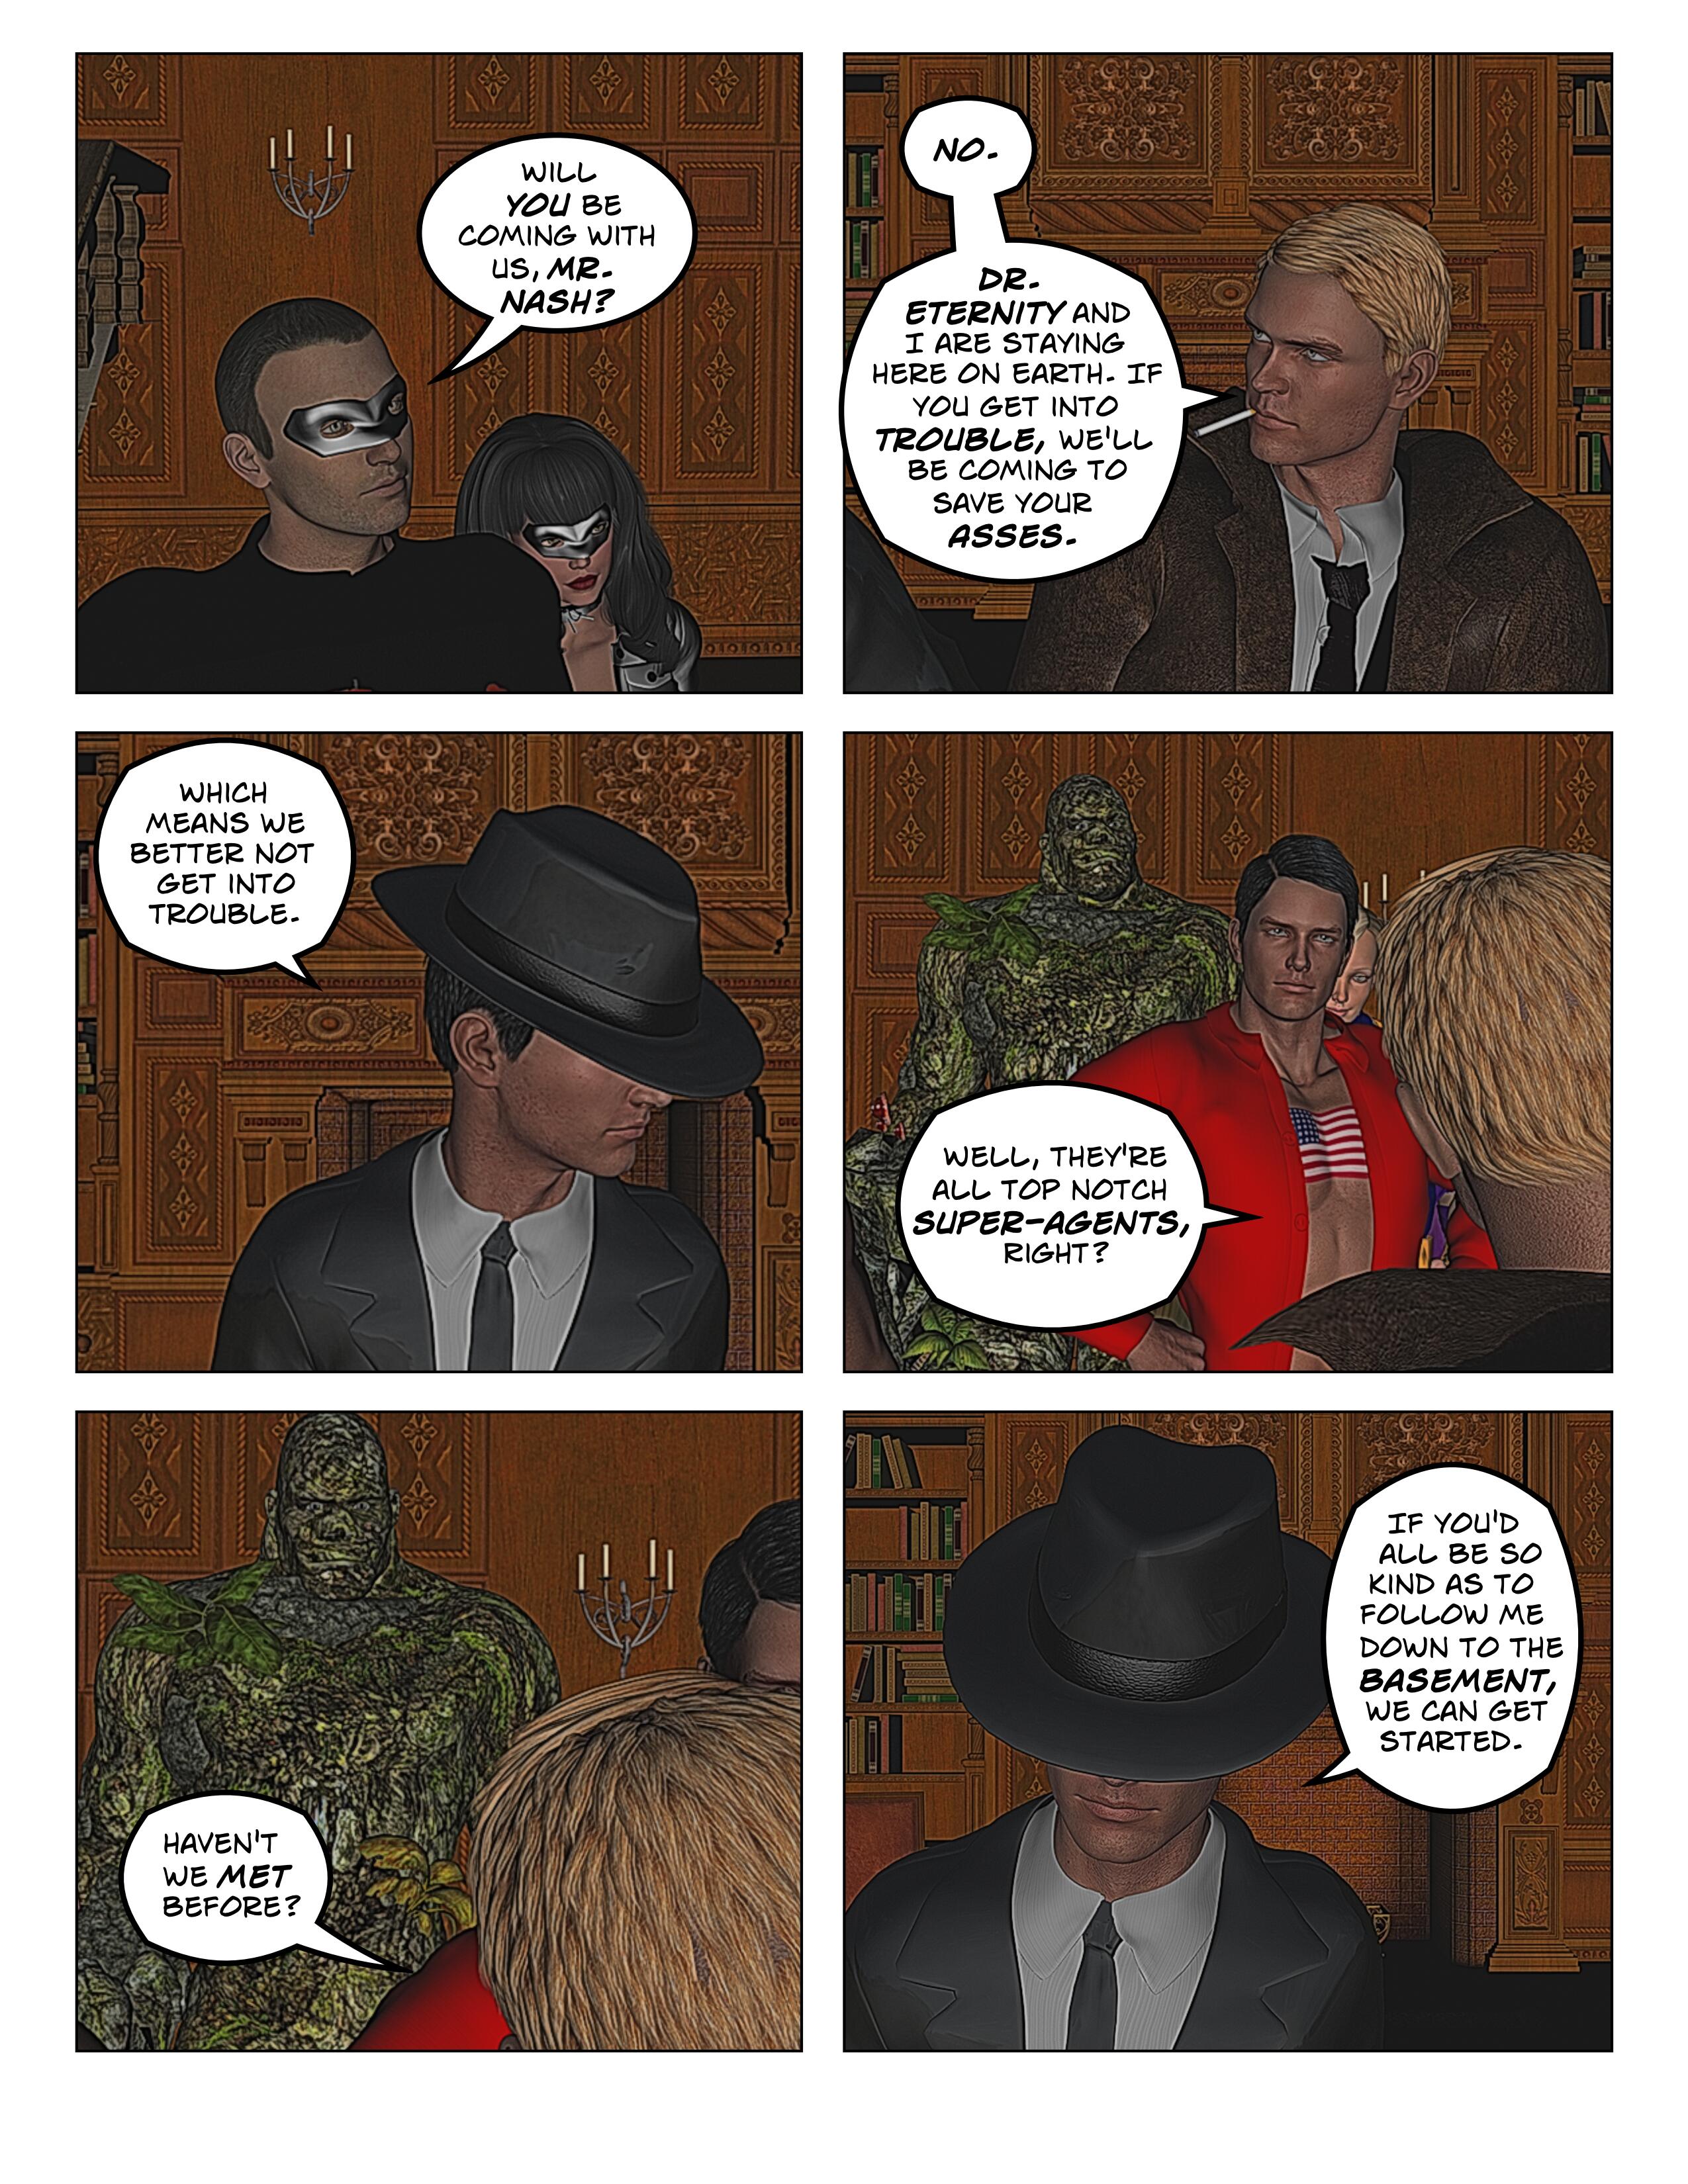 WILL
YOU BE
COMING WITH
US, MR.
NASH?
NO.
DR.
ETERNITY AND
I ARE STAYING
HERE ON EARTH. IF
YOU GET INTO
TROUBLE, WE'LL
BE COMING TO
SAVE YOUR
ASSES.
WHICH
MEANS WE
BETTER NOT
GET INTO
TROUBLE.
WELL, THEY'RE
ALL TOP NOTCH
SUPER-AGENTS,
RIGHT?
HAVEN'T
WE MET
BEFORE?
IF YOU'D
ALL BE SO
KIND AS TO
FOLLOW ME
DOWN TO THE
BASEMENT,
WE CAN GET
STARTED.